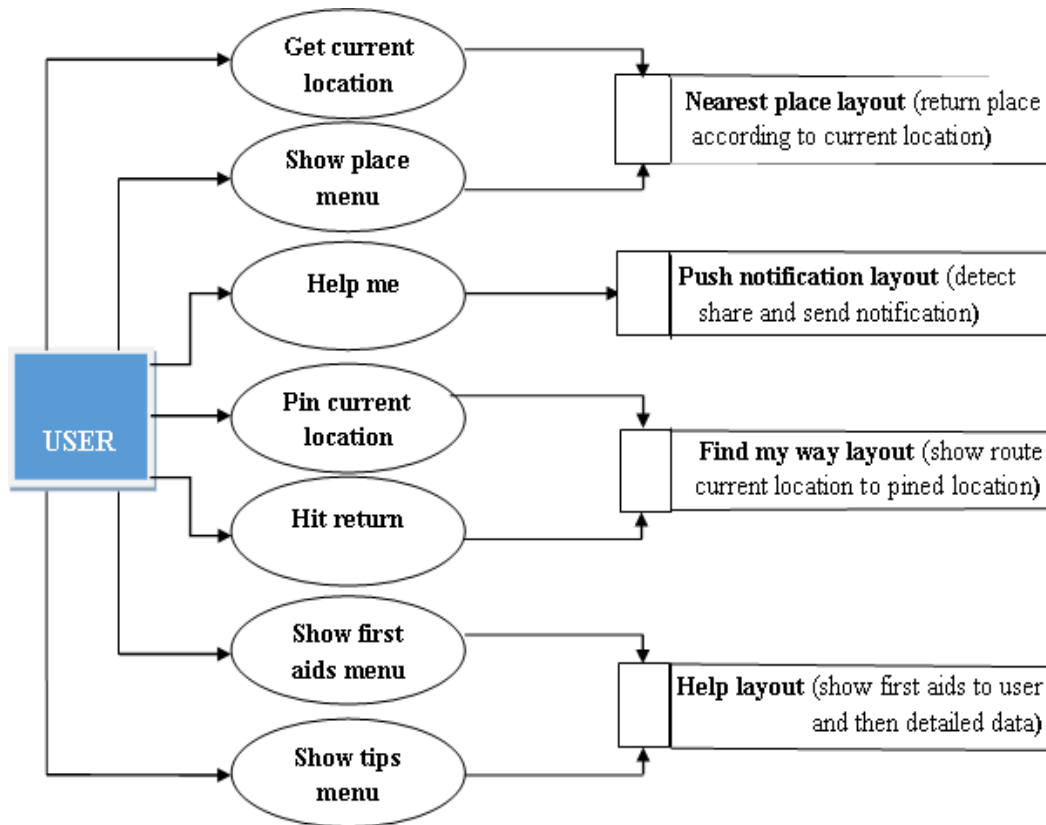 Get current
location
Nearest place layout (return place
according to current location)
Show place
menu
Help me
Push notification layout (detect
share and send notification)
USER
Pin current
location
Find my way layout (show route
current location to pined location)
Hit return
Show first
aids menu
Help layout (show first aids to user
and then detailed data)
Show tips
menu